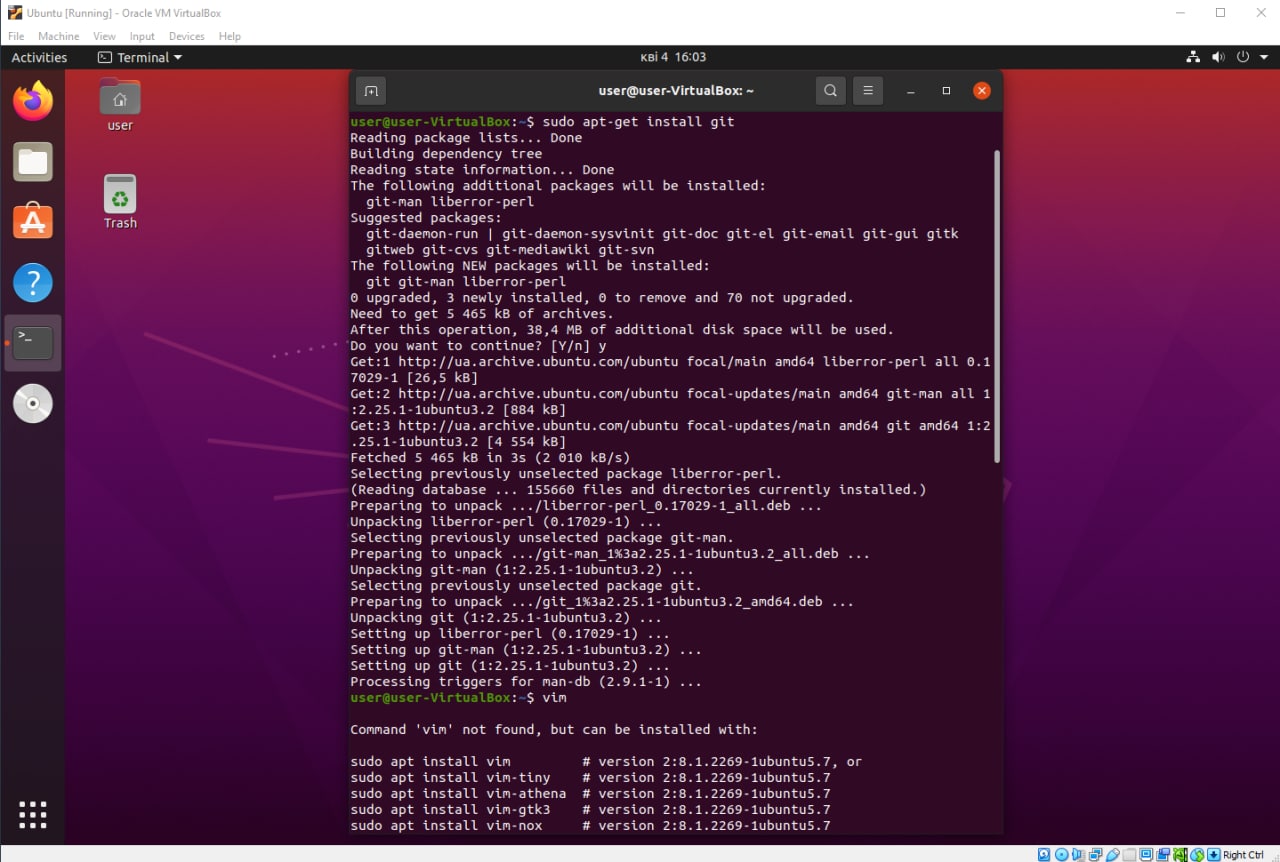 Ubuntu [Running] - Oracle VM VirtualBox
File Machine View Input Devices Help
Activities Terminal кві 4 16:03
user
Trash
user@user-VirtualBox: ~
user@user-VirtualBox:~$ sudo apt-get install git
Reading package lists... Done
Building dependency tree
Reading state information... Done
The following additional packages will be installed:
  git-man liberror-perl
Suggested packages:
  git-daemon-run | git-daemon-sysvinit git-doc git-el git-email git-gui gitk
  gitweb git-cvs git-mediawiki git-svn
The following NEW packages will be installed:
  git git-man liberror-perl
0 upgraded, 3 newly installed, 0 to remove and 70 not upgraded.
Need to get 5 465 kB of archives.
After this operation, 38,4 MB of additional disk space will be used.
Do you want to continue? [Y/n] y
Get:1 http://ua.archive.ubuntu.com/ubuntu focal/main amd64 liberror-perl all 0.1
7029-1 [26,5 kB]
Get:2 http://ua.archive.ubuntu.com/ubuntu focal-updates/main amd64 git-man all 1
:2.25.1-1ubuntu3.2 [884 kB]
Get:3 http://ua.archive.ubuntu.com/ubuntu focal-updates/main amd64 git amd64 1:2
.25.1-1ubuntu3.2 [4 554 kB]
Fetched 5 465 kB in 3s (2 010 kB/s)
Selecting previously unselected package liberror-perl.
(Reading database ... 155660 files and directories currently installed.)
Preparing to unpack .../liberror-perl_0.17029-1_all.deb ...
Unpacking liberror-perl (0.17029-1) ...
Selecting previously unselected package git-man.
Preparing to unpack .../git-man_1%3a2.25.1-1ubuntu3.2_all.deb ...
Unpacking git-man (1:2.25.1-1ubuntu3.2) ...
Selecting previously unselected package git.
Preparing to unpack .../git_1%3a2.25.1-1ubuntu3.2_amd64.deb ...
Unpacking git (1:2.25.1-1ubuntu3.2) ...
Setting up liberror-perl (0.17029-1) ...
Setting up git-man (1:2.25.1-1ubuntu3.2) ...
Setting up git (1:2.25.1-1ubuntu3.2) ...
Processing triggers for man-db (2.9.1-1) ...
user@user-VirtualBox:~$ vim
Command 'vim' not found, but can be installed with:
sudo apt install vim         # version 2:8.1.2269-1ubuntu5.7, or
sudo apt install vim-tiny    # version 2:8.1.2269-1ubuntu5.7
sudo apt install vim-athena  # version 2:8.1.2269-1ubuntu5.7
sudo apt install vim-gtk3    # version 2:8.1.2269-1ubuntu5.7
sudo apt install vim-nox     # version 2:8.1.2269-1ubuntu5.7
Right Ctrl